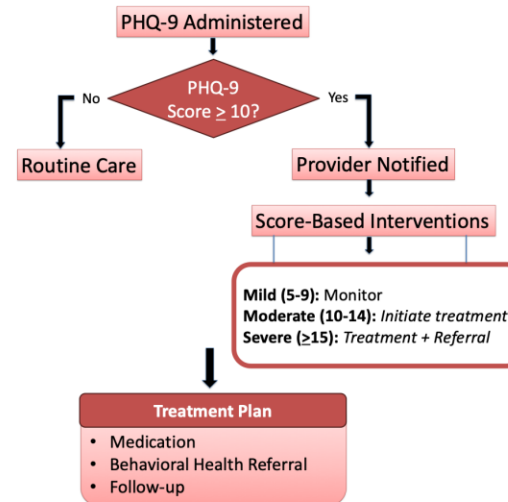 PHQ-9 Administered
PHQ-9
Score ≥ 10?
No
Yes
Routine Care
Provider Notified
Score-Based Interventions
Mild (5-9): Monitor
Moderate (10-14): Initiate treatment
Severe (≥15): Treatment + Referral
Treatment Plan
• Medication
• Behavioral Health Referral
• Follow-up